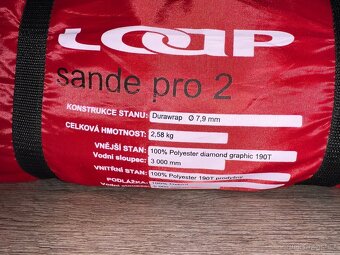 LOAP
sande pro 2
KONSTRUKCE STANU: Durawrap Ø 7,9 mm
CELKOVÁ HMOTNOST: 2,58 kg
VNĚJŠÍ STAN: 100% Polyester diamond graphic 190T
Vodní sloupec: 3 000 mm
VNITŘNÍ STAN: 100% Polyester 190T prodyšný
PODLÁŽKA: